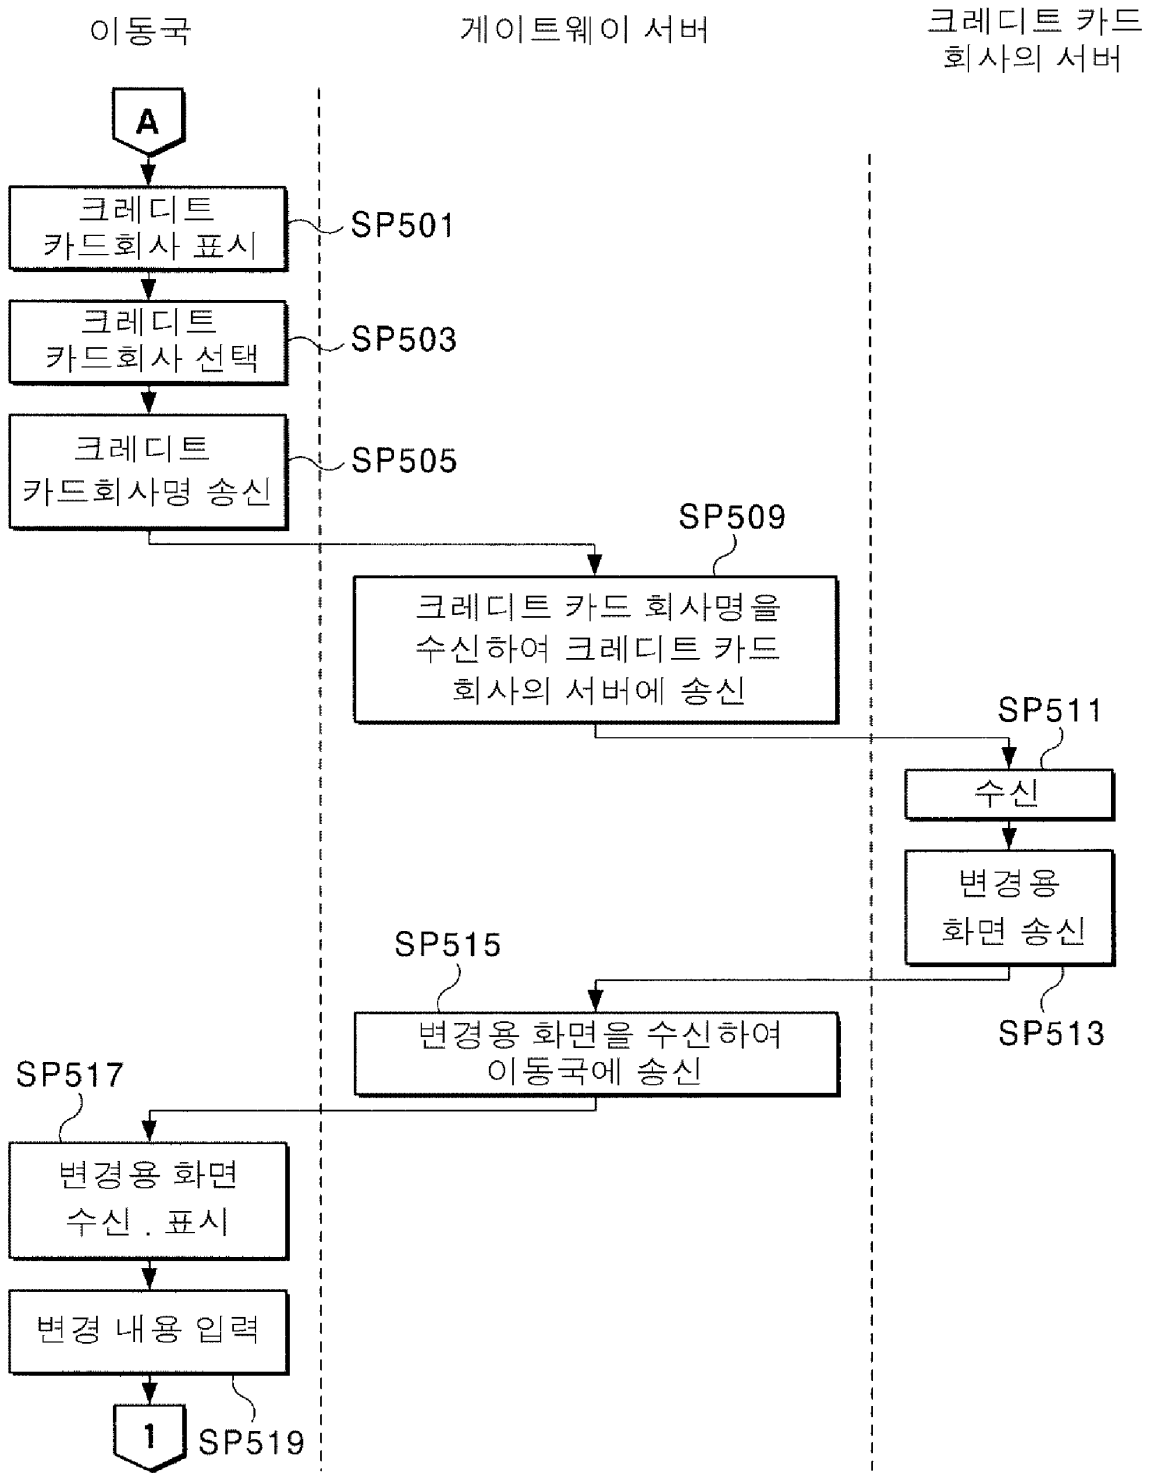 이동국
게이트웨이 서버
크레디트 카드
회사의 서버
A
크레디트
카드회사 표시
SP501
크레디트
카드회사 선택
SP503
크레디트
카드회사명 송신
SP505
SP509
크레디트 카드 회사명을
수신하여 크레디트 카드
회사의 서버에 송신
SP511
수신
변경용
화면 송신
SP513
SP515
변경용 화면을 수신하여
이동국에 송신
SP517
변경용 화면
수신 . 표시
변경 내용 입력
SP519
1